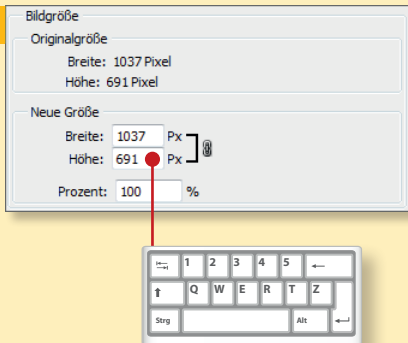 Bildgröße
Originalgröße
Breite: 1037 Pixel
Höhe: 691 Pixel
Neue Größe
Breite: 1037 Px
Höhe: 691 Px
Prozent: 100 %
1 2 3 4 5
Q W E R T Z
Strg Alt